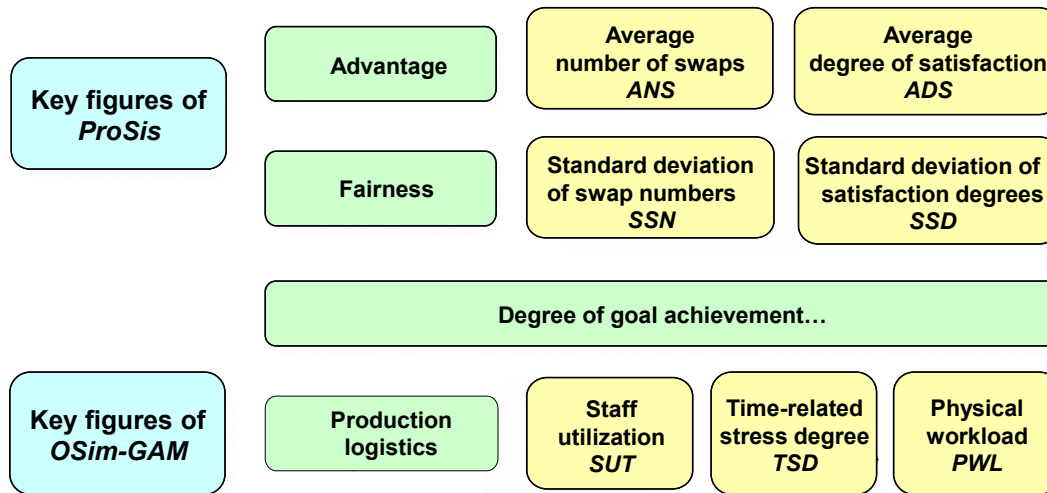 Key figures of
ProSis
Advantage
Average
number of swaps
ANS
Average
degree of satisfaction
ADS
Fairness
Standard deviation
of swap numbers
SSN
Standard deviation of
satisfaction degrees
SSD
Degree of goal achievement…
Key figures of
OSim-GAM
Production
logistics
Staff
utilization
SUT
Time-related
stress degree
TSD
Physical
workload
PWL